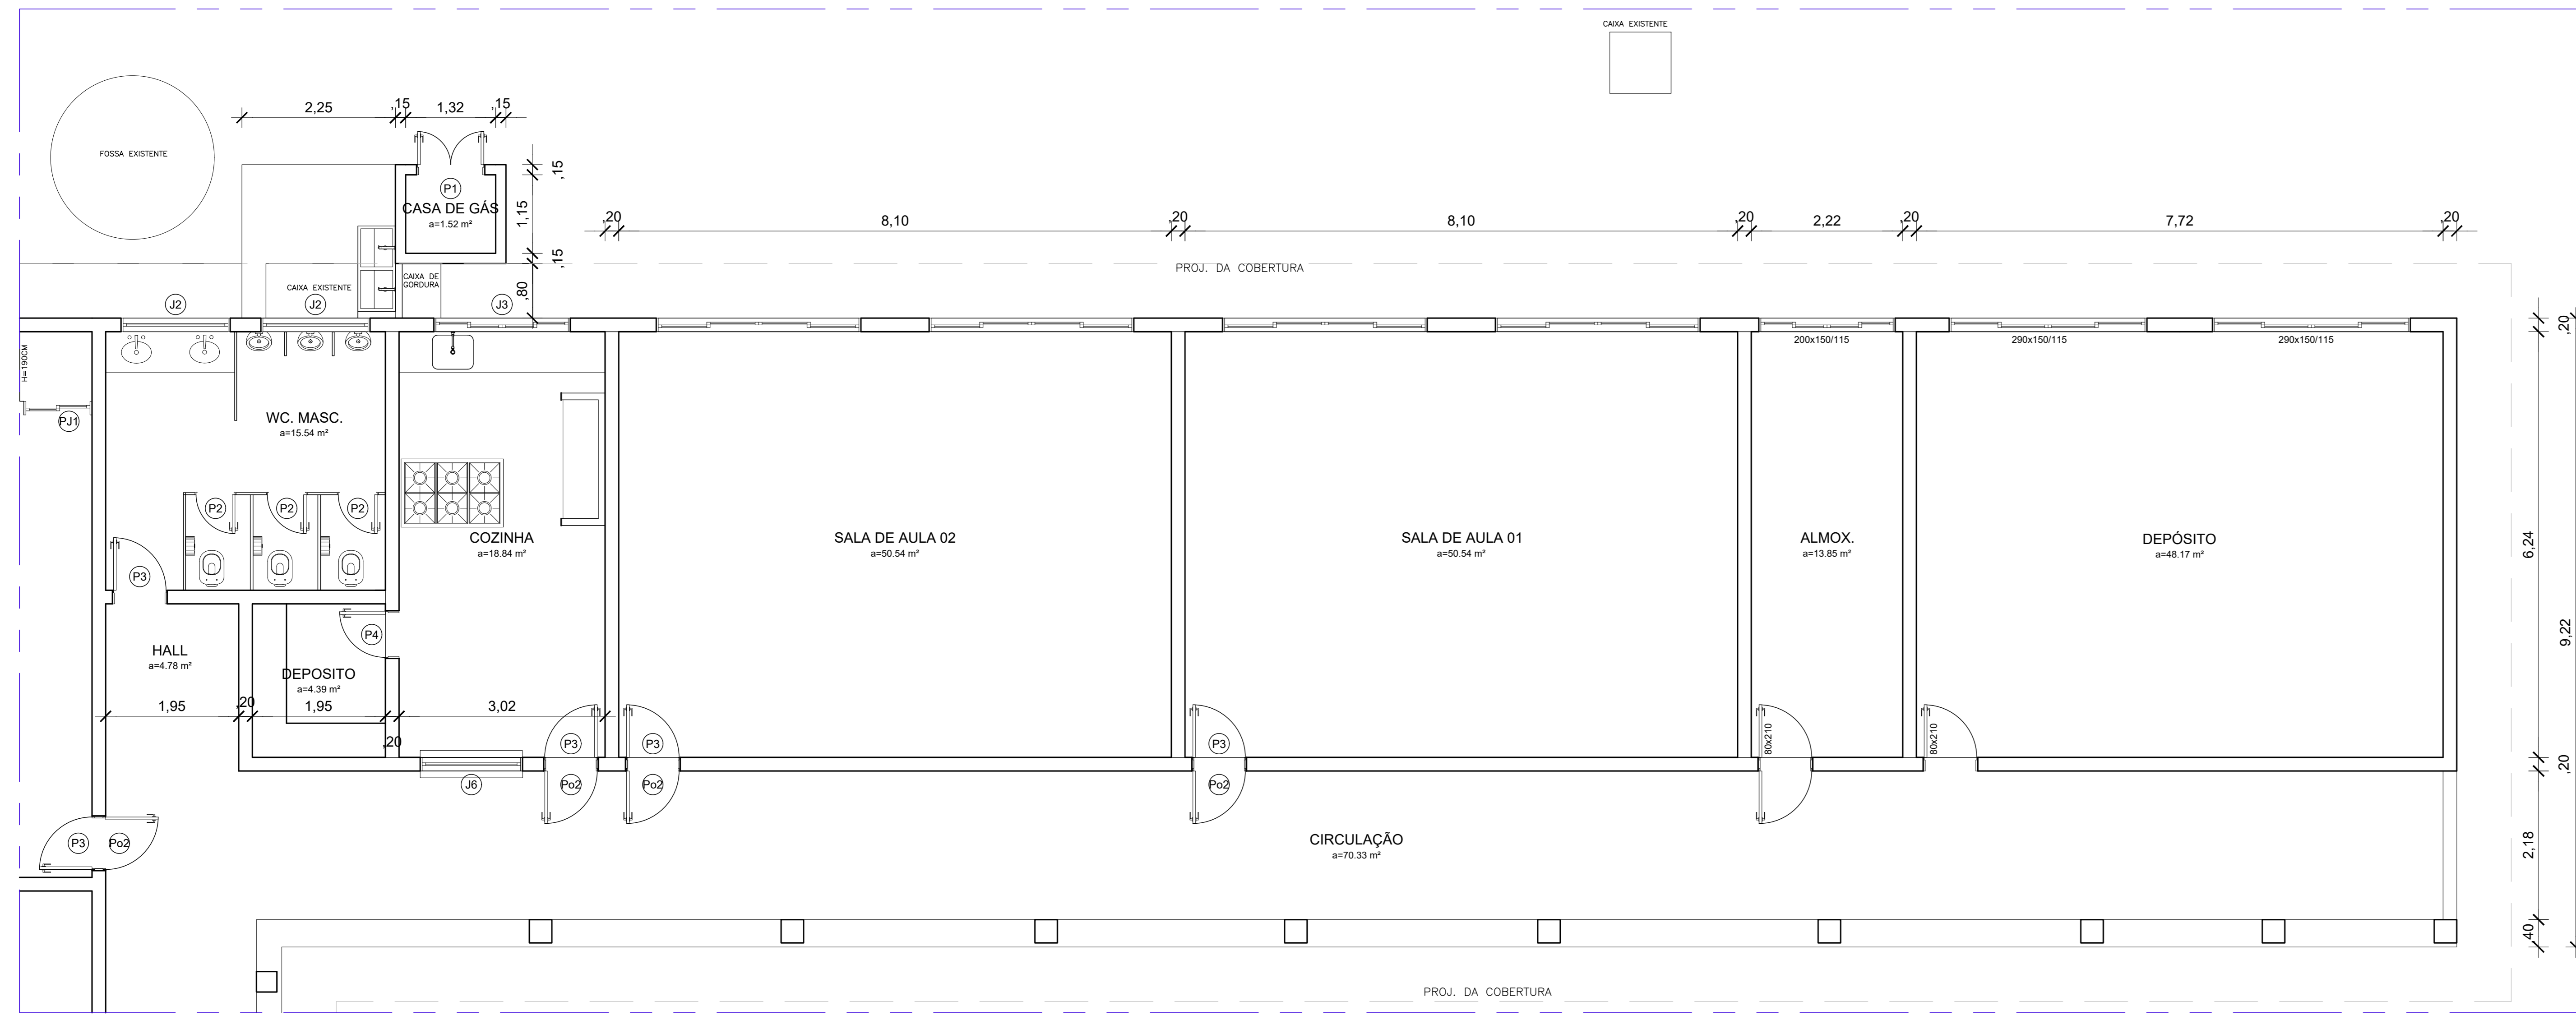 CAIXA EXISTENTE
2,25
,15
1,32
,15
FOSSA EXISTENTE
,15
P1
CASA DE GÁS
a=1.52 m²
1,15
,15
,20
8,10
,20
8,10
,20
2,22
,20
7,72
,20
PROJ. DA COBERTURA
CAIXA DE
GORDURA
CAIXA EXISTENTE
,80
J2
J2
J3
,20
200x150/115
290x150/115
290x150/115
H=190CM
PJ1
WC. MASC.
a=15.54 m²
P2
P2
P2
COZINHA
a=18.84 m²
SALA DE AULA 02
a=50.54 m²
SALA DE AULA 01
a=50.54 m²
ALMOX.
a=13.85 m²
DEPÓSITO
a=48.17 m²
6,24
P3
P4
9,22
HALL
a=4.78 m²
DEPOSITO
a=4.39 m²
1,95
,20
1,95
3,02
,20
P3
P3
P3
80x210
80x210
,20
J6
Po2
Po2
Po2
P3
Po2
CIRCULAÇÃO
a=70.33 m²
2,18
,40
PROJ. DA COBERTURA